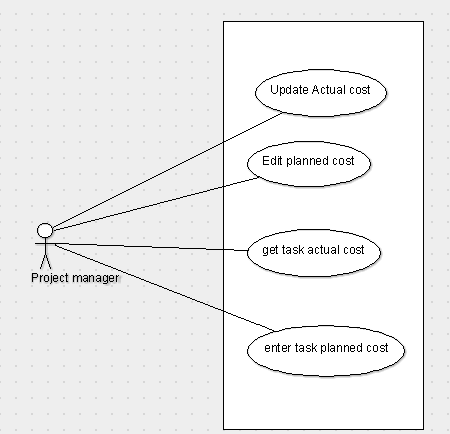 Update Actual cost
Edit planned cost
get task actual cost
Project manager
enter task planned cost